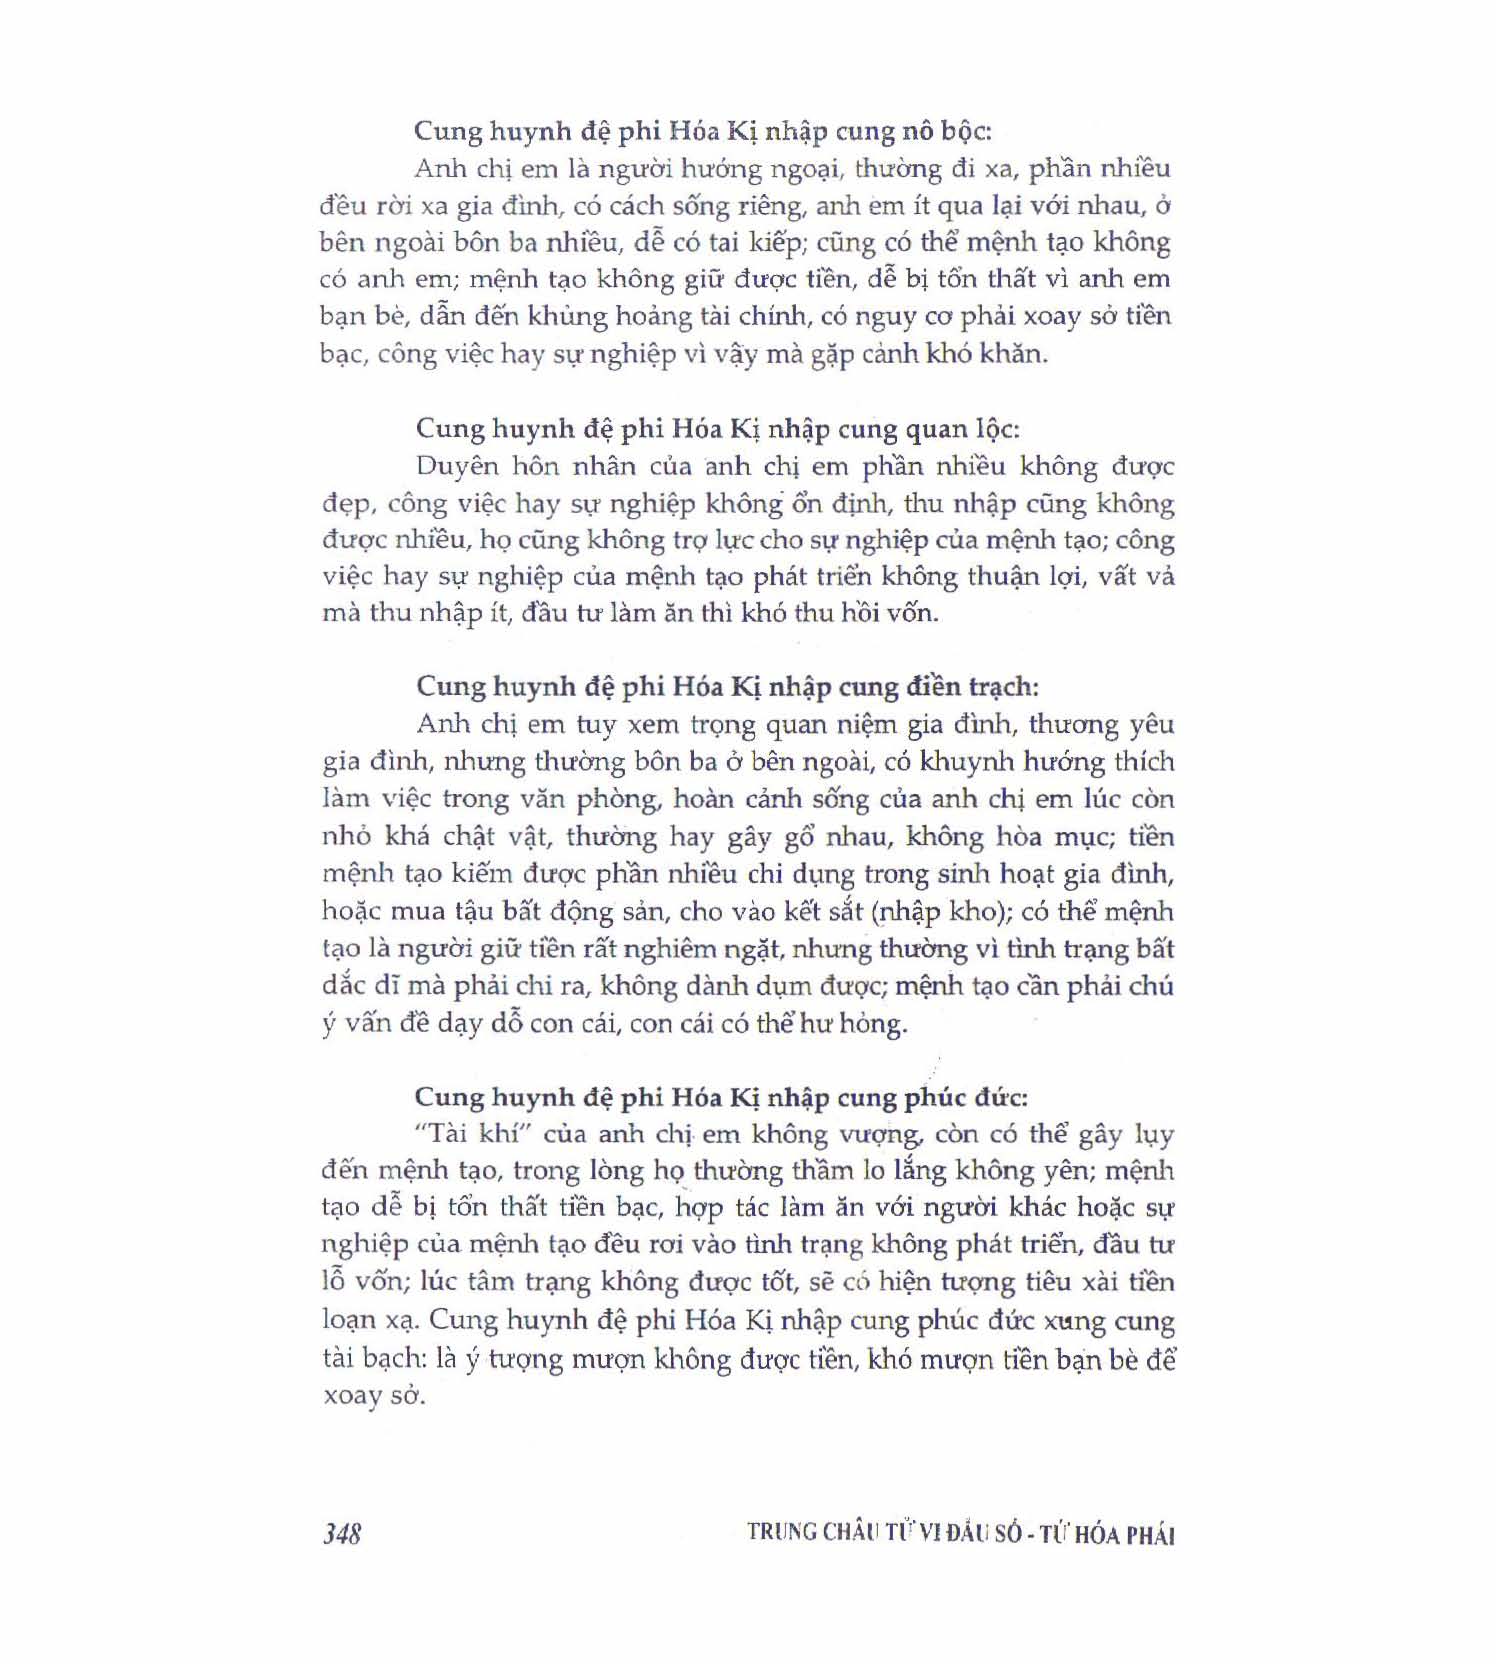 Cung huynh đệ phi Hóa Kị nhập cung nô bộc:
Anh chị em là người hướng ngoại, thường đi xa, phần nhiều
đều rời xa gia đình, có cách sống riêng, anh em ít qua lại với nhau, ở
bên ngoài bôn ba nhiều, dễ có tai kiếp; cũng có thể mệnh tạo không
có anh em; mệnh tạo không giữ được tiền, dễ bị tổn thất vì anh em
bạn bè, dẫn đến khủng hoảng tài chính, có nguy cơ phải xoay sở tiền
bạc, công việc hay sự nghiệp vì vậy mà gặp cảnh khó khăn.
Cung huynh đệ phi Hóa Kị nhập cung quan lộc:
Duyên hôn nhân của anh chị em phần nhiều không được
đẹp, công việc hay sự nghiệp không ổn định, thu nhập cũng không
được nhiều, họ cũng không trợ lực cho sự nghiệp của mệnh tạo; công
việc hay sự nghiệp của mệnh tạo phát triển không thuận lợi, vất vả
mà thu nhập ít, đầu tư làm ăn thì khó thu hồi vốn.
Cung huynh đệ phi Hóa Kị nhập cung điền trạch:
Anh chị em tuy xem trọng quan niệm gia đình, thương yêu
gia đình, nhưng thường bôn ba ở bên ngoài, có khuynh hướng thích
làm việc trong văn phòng, hoàn cảnh sống của anh chị em lúc còn
nhỏ khá chật vật, thường hay gây gổ nhau, không hòa mục; tiền
mệnh tạo kiếm được phần nhiều chi dụng trong sinh hoạt gia đình,
hoặc mua tậu bất động sản, cho vào kết sắt (nhập kho); có thể mệnh
tạo là người giữ tiền rất nghiêm ngặt, nhưng thường vì tình trạng bất
dắc dĩ mà phải chi ra, không dành dụm được; mệnh tạo cần phải chú
ý vấn đề dạy dỗ con cái, con cái có thể hư hỏng.
Cung huynh đệ phi Hóa Kị nhập cung phúc đức:
"Tài khí" của anh chị em không vượng, còn có thể gây lụy
đến mệnh tạo, trong lòng họ thường thầm lo lắng không yên; mệnh
tạo dễ bị tổn thất tiền bạc, hợp tác làm ăn với người khác hoặc sự
nghiệp của mệnh tạo đều rơi vào tình trạng không phát triển, đầu tư
lỗ vốn; lúc tâm trạng không được tốt, sẽ có hiện tượng tiêu xài tiền
loạn xạ. Cung huynh đệ phi Hóa Kị nhập cung phúc đức xung cung
tài bạch: là ý tượng mượn không được tiền, khó mượn tiền bạn bè để
xoay sở.
348
TRUNG CHÂU TỬ VI ĐẨU SỐ - TỨ HÓA PHÁI